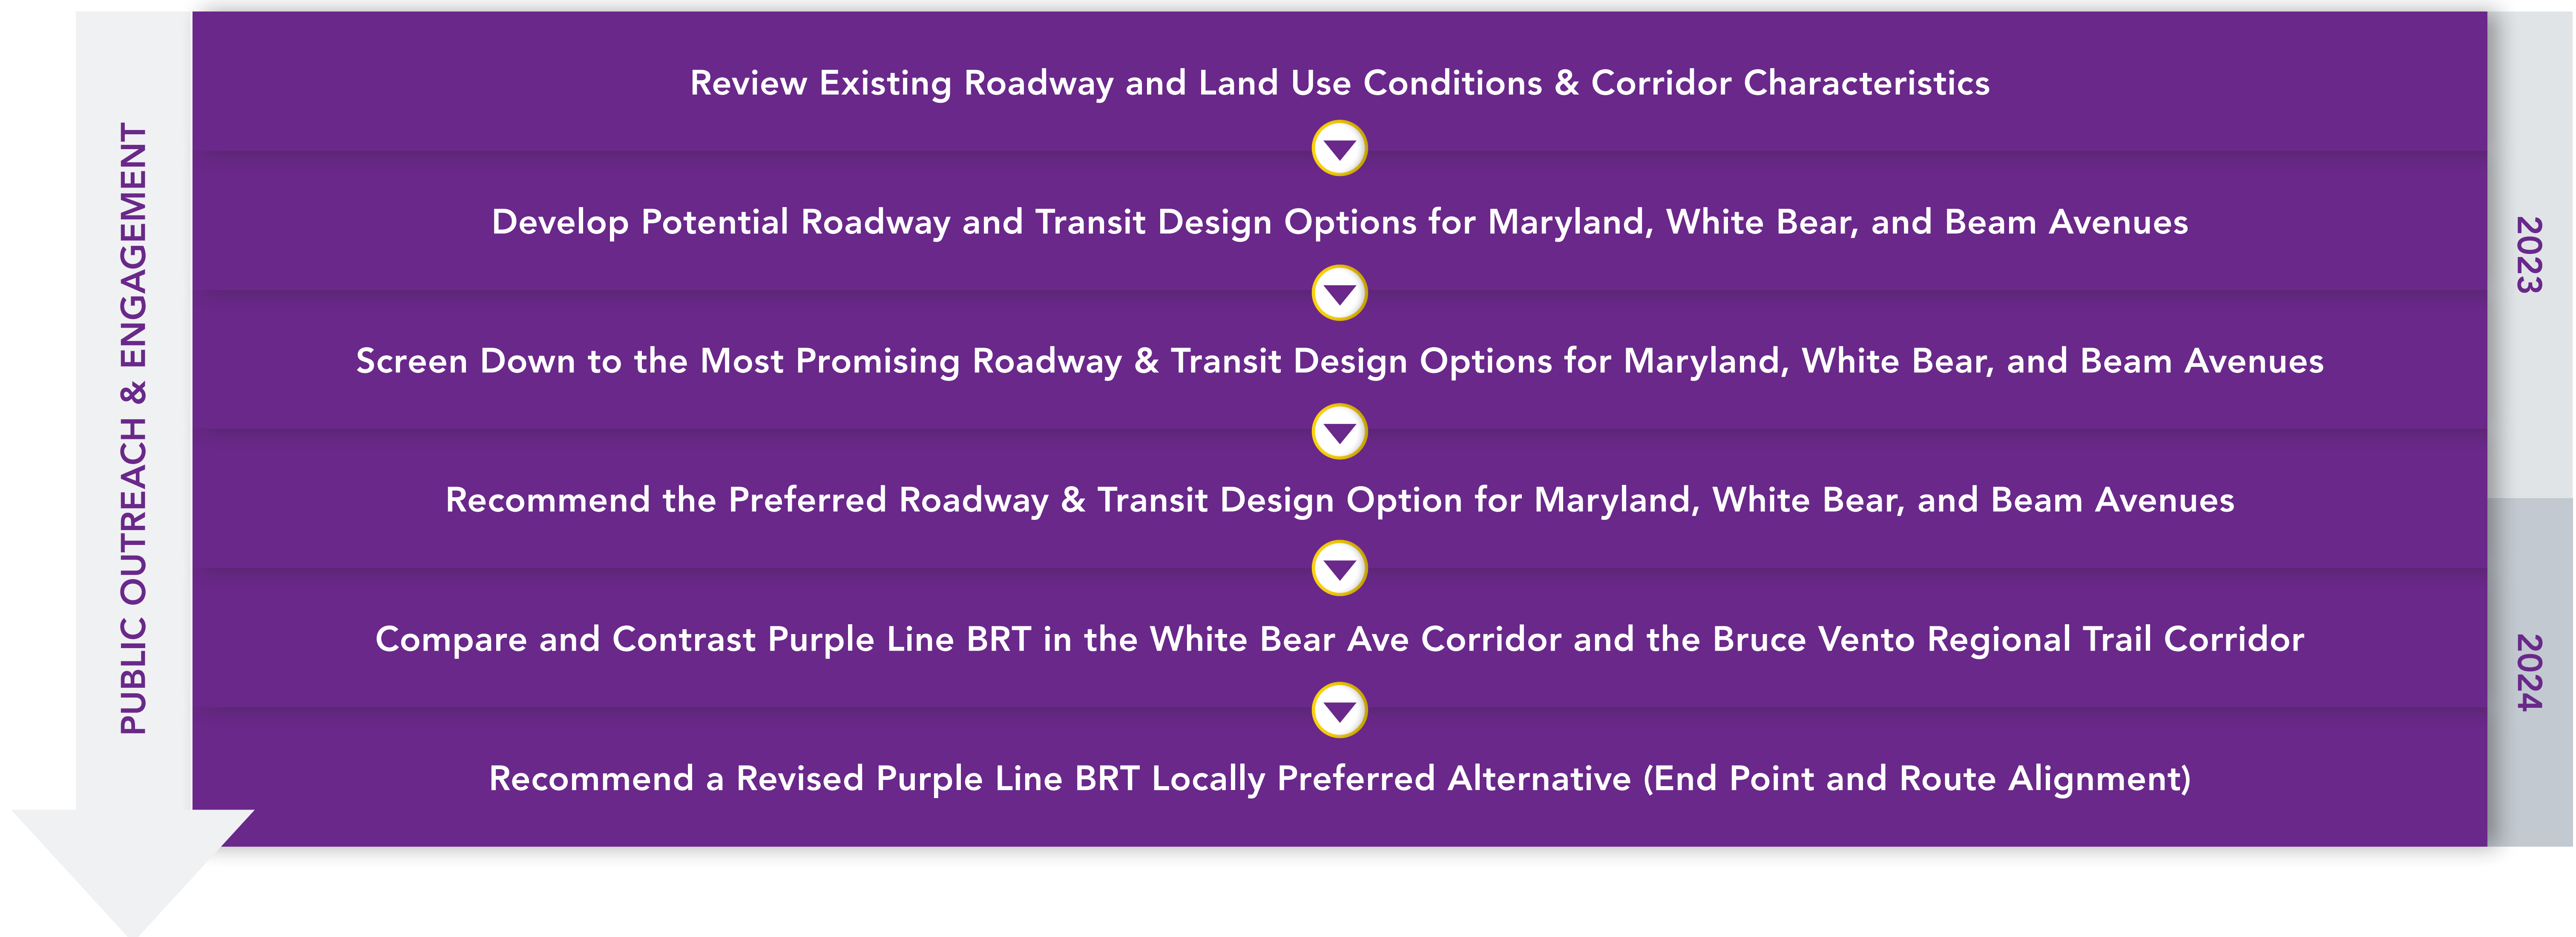 PUBLIC OUTREACH & ENGAGEMENT
Review Existing Roadway and Land Use Conditions & Corridor Characteristics
Develop Potential Roadway and Transit Design Options for Maryland, White Bear, and Beam Avenues
Screen Down to the Most Promising Roadway & Transit Design Options for Maryland, White Bear, and Beam Avenues
Recommend the Preferred Roadway & Transit Design Option for Maryland, White Bear, and Beam Avenues
Compare and Contrast Purple Line BRT in the White Bear Ave Corridor and the Bruce Vento Regional Trail Corridor
Recommend a Revised Purple Line BRT Locally Preferred Alternative (End Point and Route Alignment)
2023
2024